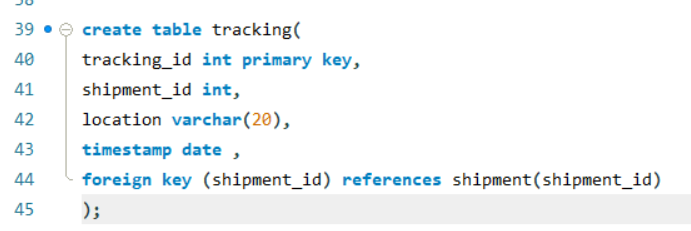 39 create table tracking(
40 tracking_id int primary key,
41 shipment_id int,
42 location varchar(20),
43 timestamp date ,
44 foreign key (shipment_id) references shipment(shipment_id)
45 );